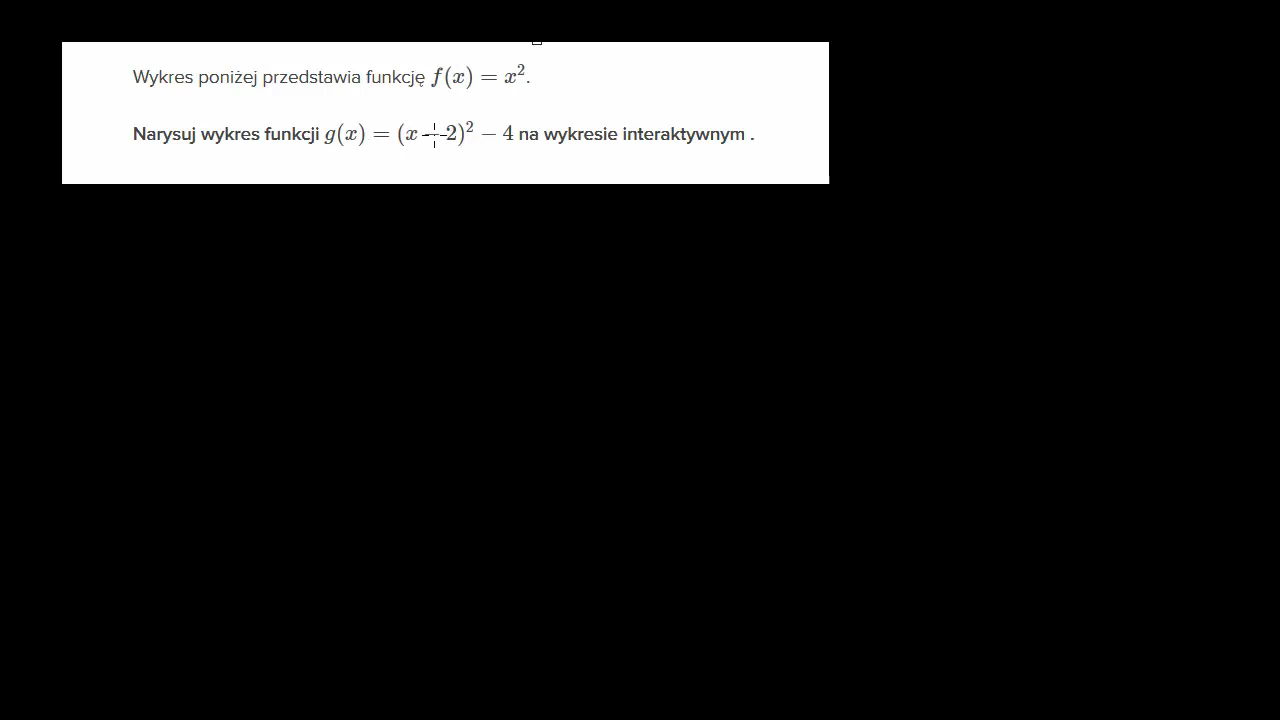 Wykres poniżej przedstawia funkcję f(x) = x².
Narysuj wykres funkcji g(x) = (x − 2)² − 4 na wykresie interaktywnym .